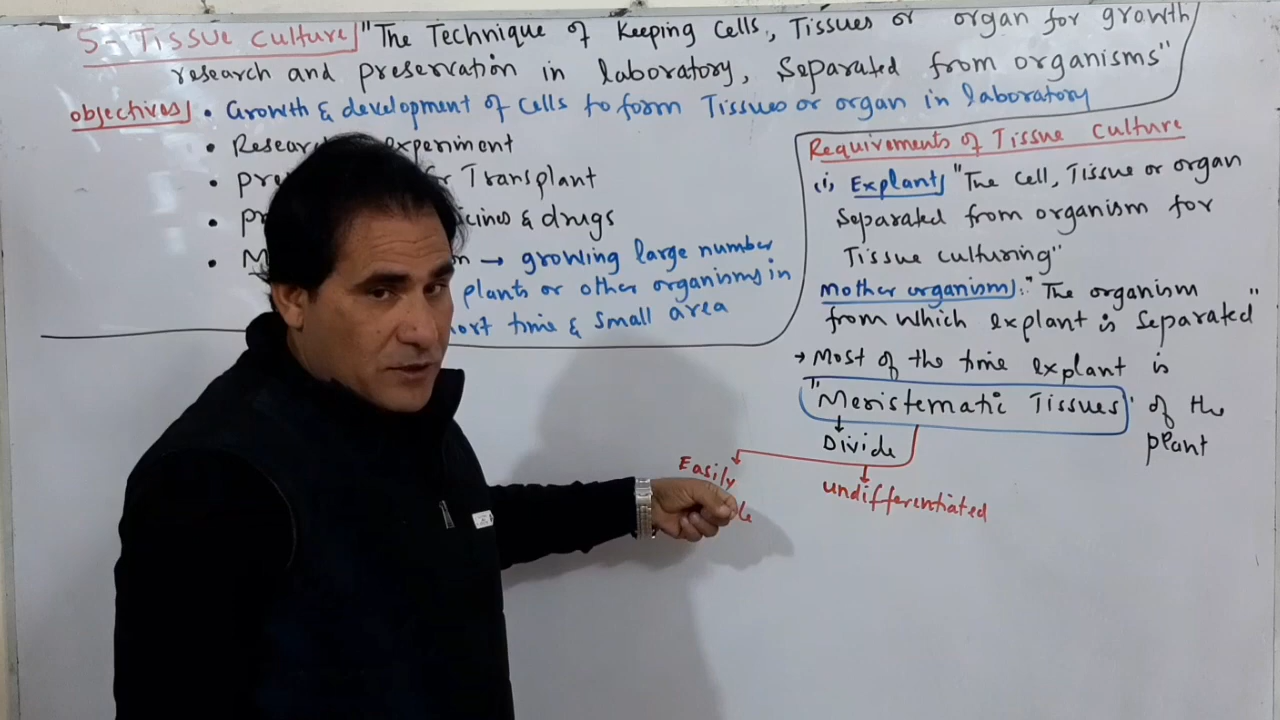 5- Tissue culture "The Technique of Keeping Cells, Tissues or organ for growth
research and preservation in laboratory, Separated from organisms"
objectives • Growth & development of cells to form Tissues or organ in laboratory
• experiment
• Transplant
• & drugs
• → growing large number
plants or other organisms in
time & small area
Requirements of Tissue culture
(i) Explant "The cell, Tissue or organ
Separated from organism for
Tissue culturing"
Mother organism: "The organism
from which explant is separated"
→ Most of the time explant is
"Meristematic Tissues" of the
plant
Divide
Easily
undifferentiated